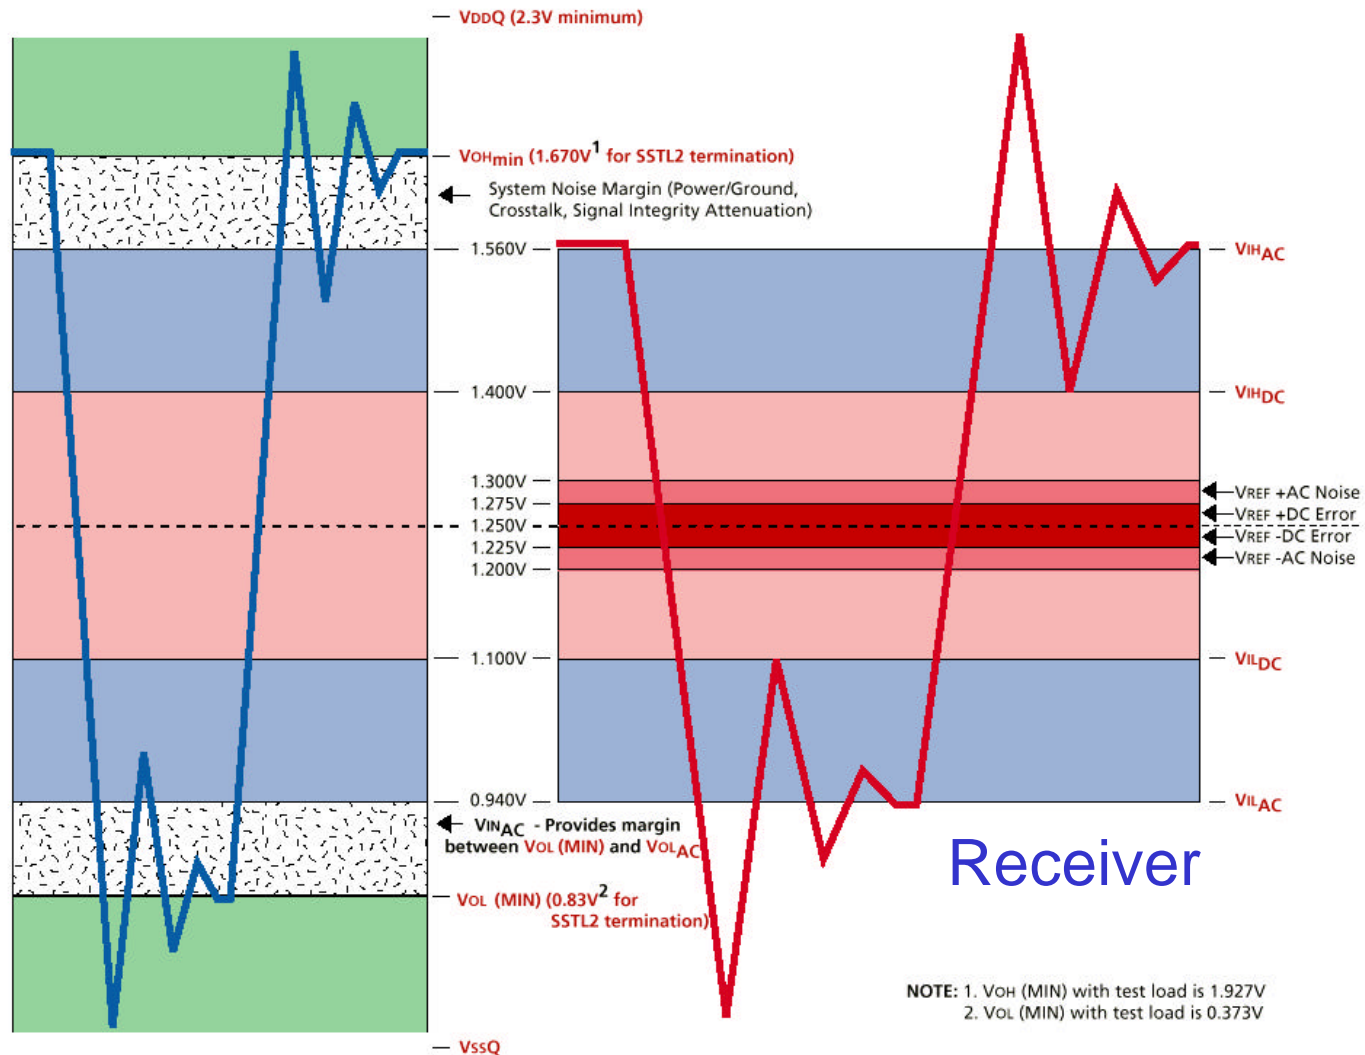 VDDQ (2.3V minimum)
VOHmin (1.670V1 for SSTL2 termination)
System Noise Margin (Power/Ground,
Crosstalk, Signal Integrity Attenuation)
1.560V
VIHAC
1.400V
VIHDC
1.300V
VREF +AC Noise
1.275V
VREF +DC Error
1.250V
1.225V
VREF -DC Error
1.200V
VREF -AC Noise
1.100V
VILDC
0.940V
VILAC
VINAC - Provides margin
between VOL (MIN) and VOLAC
Receiver
VOL (MIN) (0.83V2 for
SSTL2 termination)
NOTE: 1. VOH (MIN) with test load is 1.927V
2. VOL (MIN) with test load is 0.373V
VSSQ